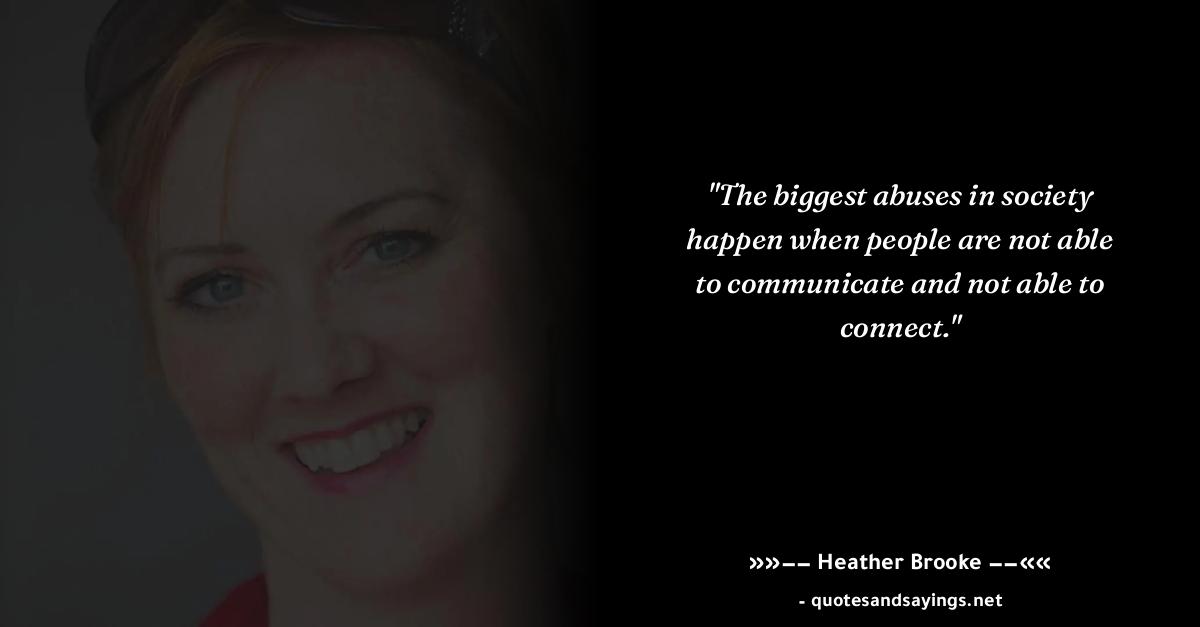 "The biggest abuses in society
happen when people are not able
to communicate and not able to
connect."
»»−− Heather Brooke −−««
- quotesandsayings.net